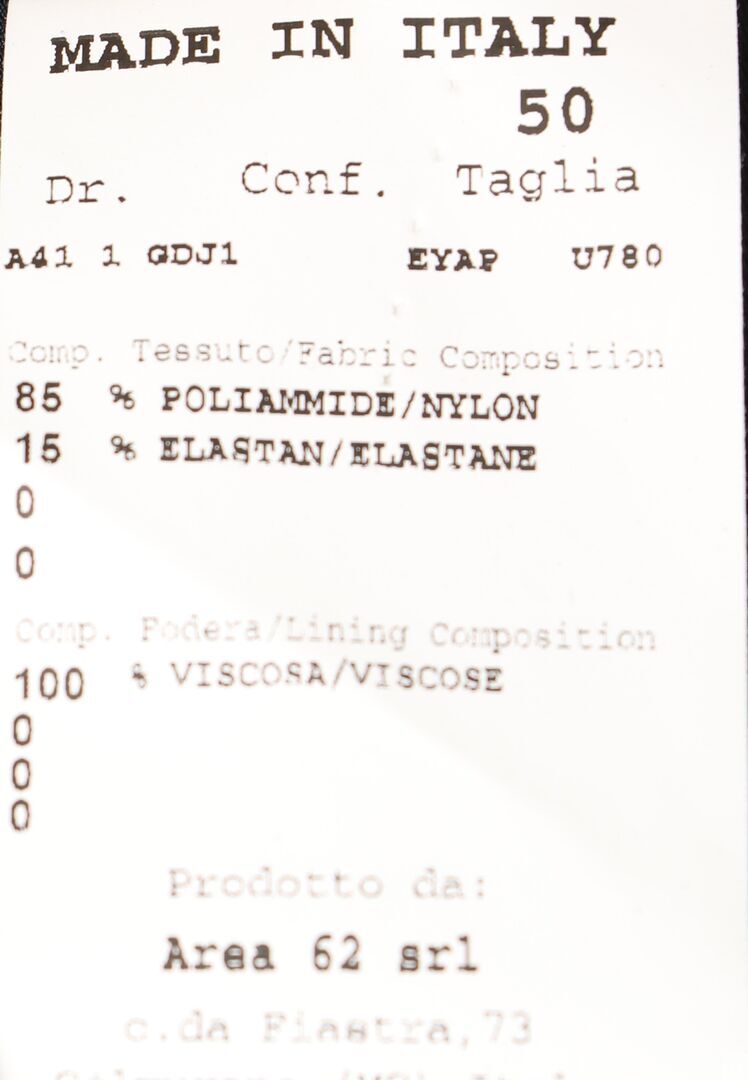 MADE IN ITALY
50
Dr. Conf. Taglia
A41 1 GDJ1 EYAP U780
Comp. Tessuto/Fabric Composition
85 % POLIAMMIDE/NYLON
15 % ELASTAN/ELASTANE
0
0
Comp. Fodera/Lining Composition
100 % VISCOSA/VISCOSE
0
0
0
Prodotto da:
Area 62 srl
c.da Fiastra,73